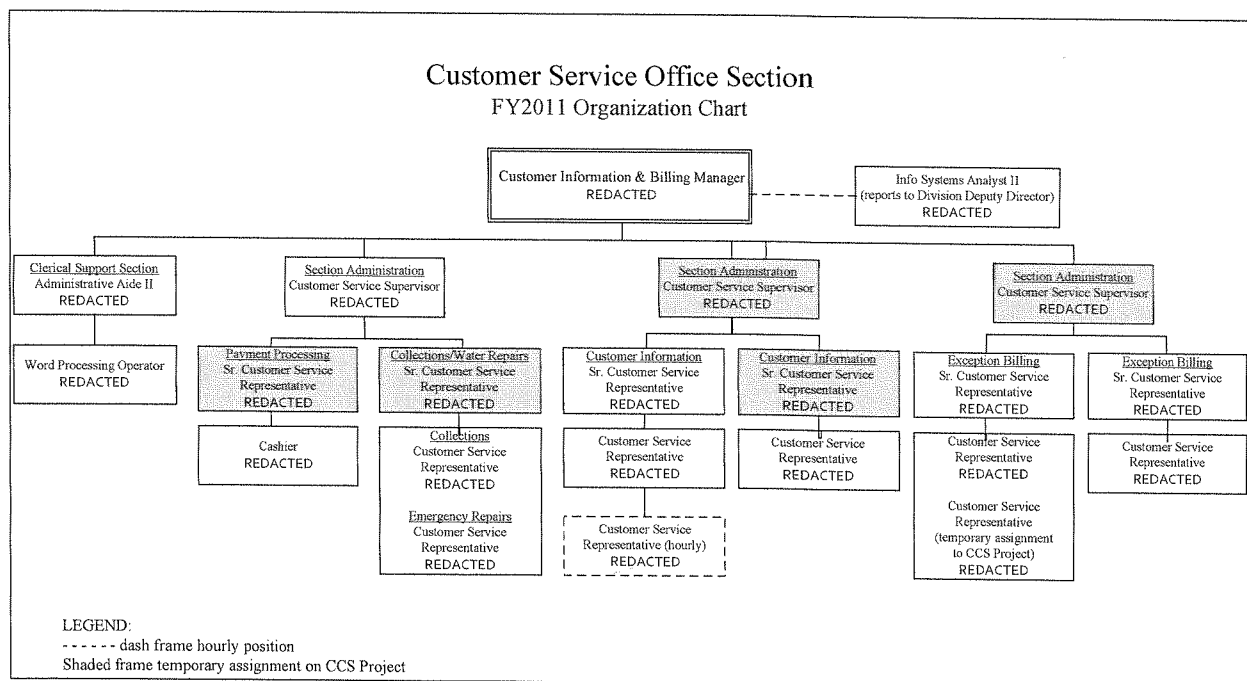 Customer Service Office Section
FY2011 Organization Chart
Customer Information & Billing Manager
REDACTED
Info Systems Analyst II
(reports to Division Deputy Director)
REDACTED
Clerical Support Section
Administrative Aide II
REDACTED
Section Administration
Customer Service Supervisor
REDACTED
Section Administration
Customer Service Supervisor
REDACTED
Section Administration
Customer Service Supervisor
REDACTED
Word Processing Operator
REDACTED
Payment Processing
Sr. Customer Service
Representative
REDACTED
Collections/Water Repairs
Sr. Customer Service
Representative
REDACTED
Customer Information
Sr. Customer Service
Representative
REDACTED
Customer Information
Sr. Customer Service
Representative
REDACTED
Exception Billing
Sr. Customer Service
Representative
REDACTED
Exception Billing
Sr. Customer Service
Representative
REDACTED
Cashier
REDACTED
Collections
Customer Service
Representative
REDACTED
Emergency Repairs
Customer Service
Representative
REDACTED
Customer Service
Representative
REDACTED
Customer Service
Representative (hourly)
REDACTED
Customer Service
Representative
REDACTED
Customer Service
Representative
REDACTED
Customer Service
Representative
(temporary assignment
to CCS Project)
REDACTED
Customer Service
Representative
REDACTED
LEGEND:
- - - - - - dash frame hourly position
Shaded frame temporary assignment on CCS Project